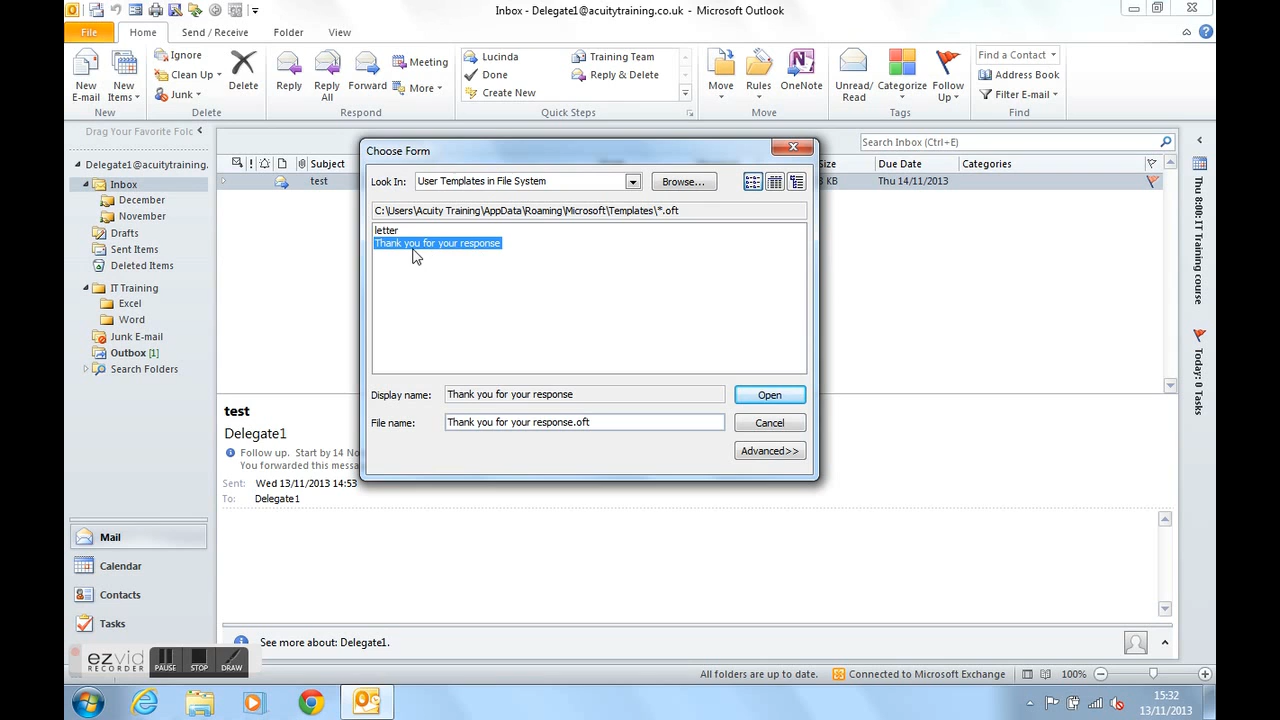 Inbox - Delegate1@acuitytraining.co.uk - Microsoft Outlook
File Home Send / Receive Folder View
New E-mail
New Items
Ignore
Clean Up
Junk
Delete
Reply
Reply All
Forward
Meeting
More
Lucinda
Done
Create New
Training Team
Reply & Delete
Move
Rules
OneNote
Unread/ Read
Categorize
Follow Up
Find a Contact
Address Book
Filter E-mail
New Delete Respond Quick Steps Move Tags Find
Drag Your Favorite Folc
Delegate1@acuitytraining.
Inbox
December
November
Drafts
Sent Items
Deleted Items
IT Training
Excel
Word
Junk E-mail
Outbox [1]
Search Folders
Mail
Calendar
Contacts
Tasks
Search Inbox (Ctrl+E)
Subject Size Due Date Categories
test 3 KB Thu 14/11/2013
Choose Form
Look In: User Templates in File System Browse...
C:\Users\Acuity Training\AppData\Roaming\Microsoft\Templates\*.oft
letter
Thank you for your response
Display name: Thank you for your response Open
File name: Thank you for your response.oft Cancel
Advanced>>
test
Delegate1
Follow up. Start by 14 No
You forwarded this messa
Sent: Wed 13/11/2013 14:53
To: Delegate1
See more about: Delegate1.
Thu 8:00: IT Training course
Today: 0 Tasks
ezvid
RECORDER
PAUSE STOP DRAW
All folders are up to date. Connected to Microsoft Exchange 100%
15:32
13/11/2013